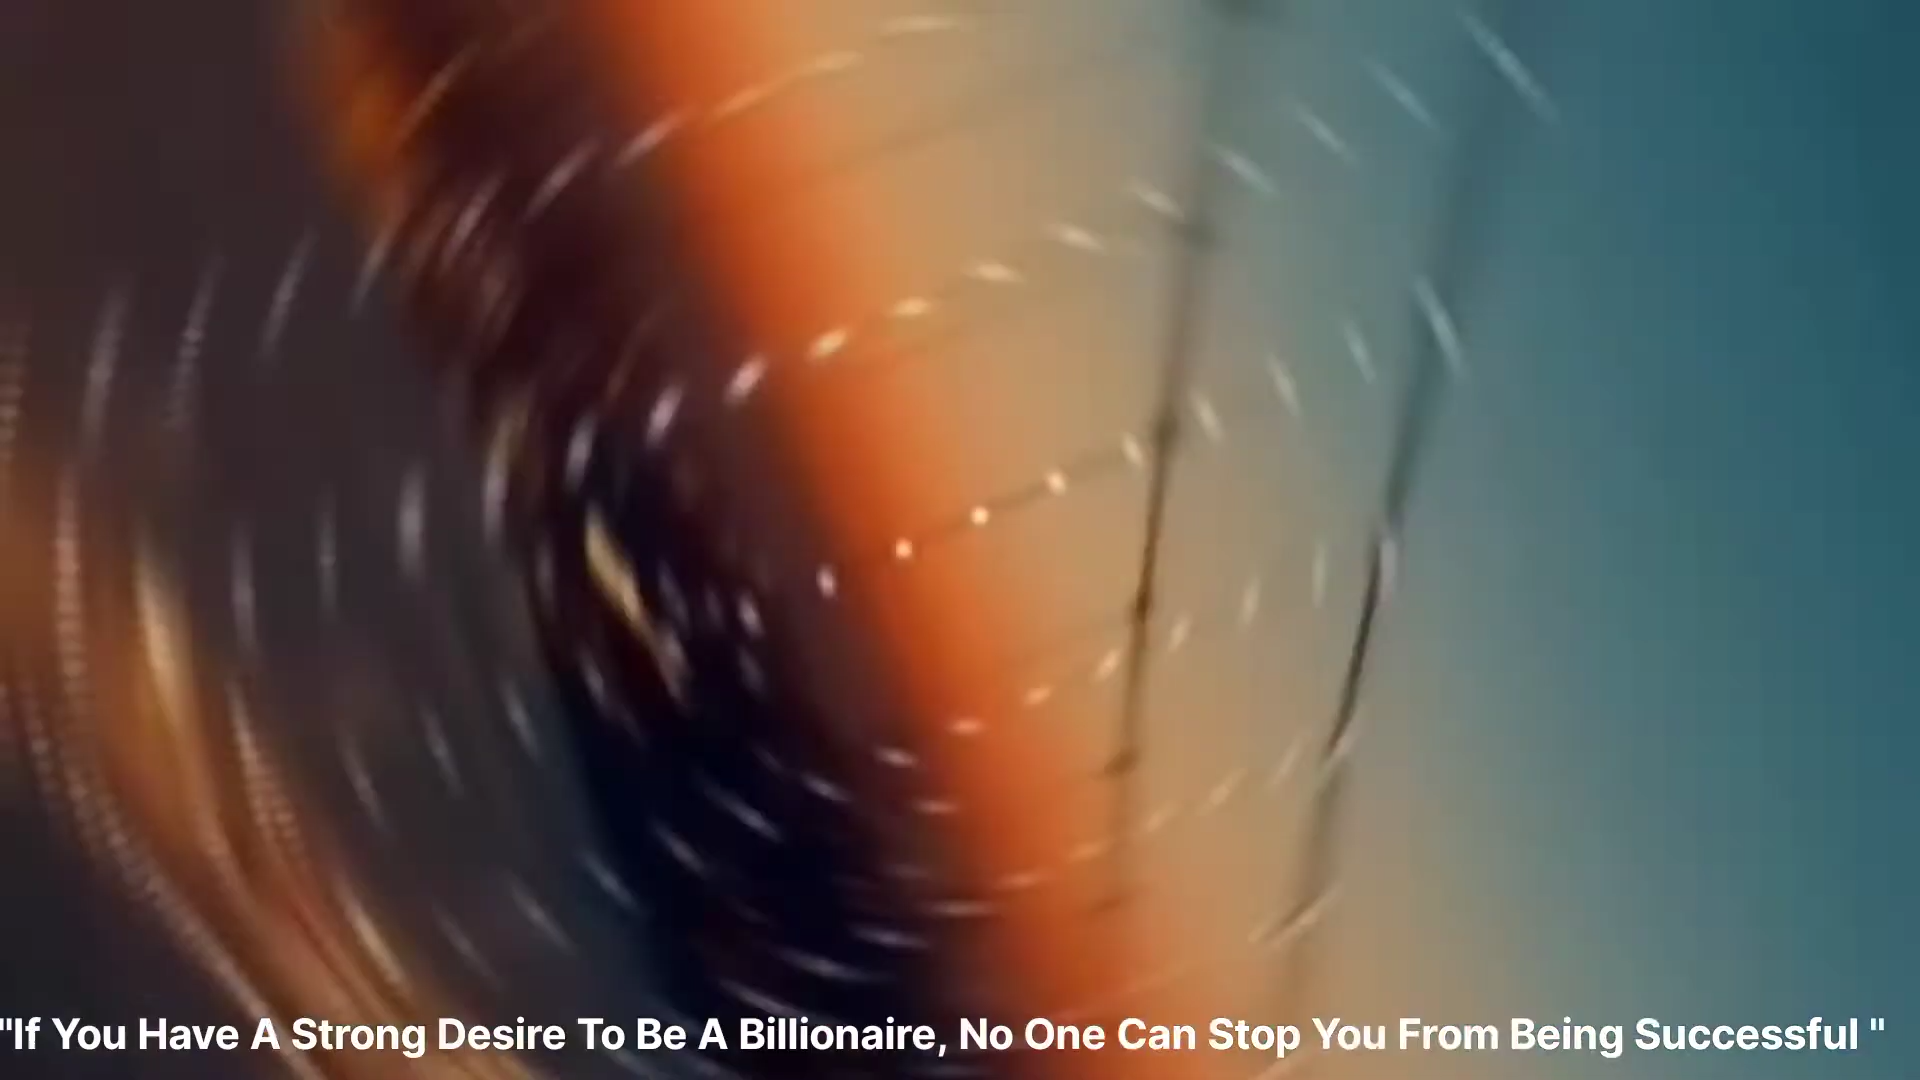 "If You Have A Strong Desire To Be A Billionaire, No One Can Stop You From Being Successful "